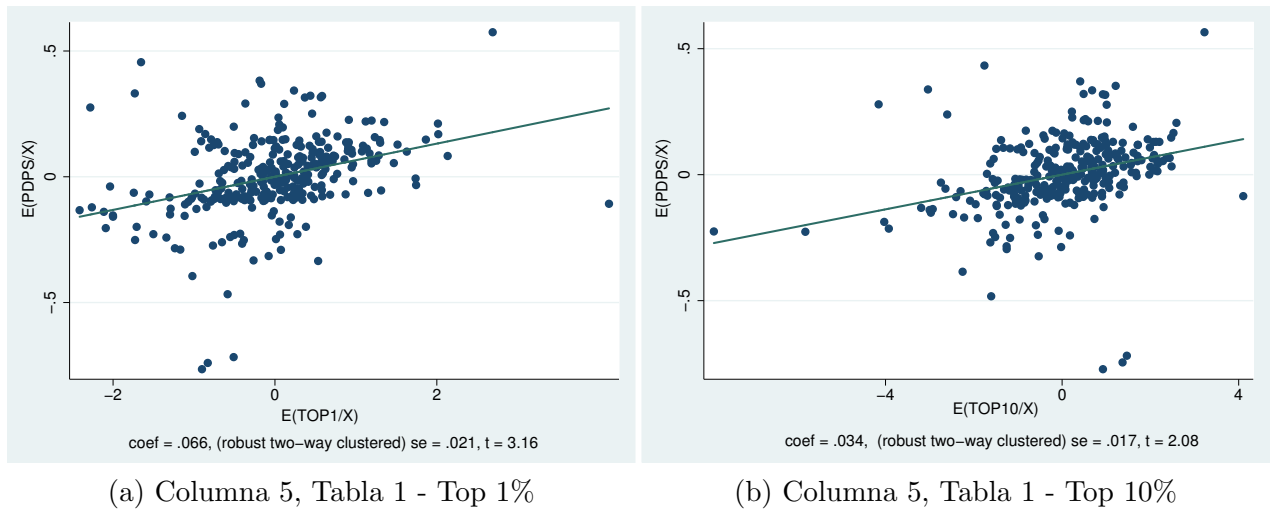 E(PDPS/X)
.5
0
−.5
−2
0
2
E(TOP1/X)
coef = .066, (robust two−way clustered) se = .021, t = 3.16
(a) Columna 5, Tabla 1 - Top 1%
E(PDPS/X)
.5
0
−.5
−4
0
4
E(TOP10/X)
coef = .034, (robust two−way clustered) se = .017, t = 2.08
(b) Columna 5, Tabla 1 - Top 10%